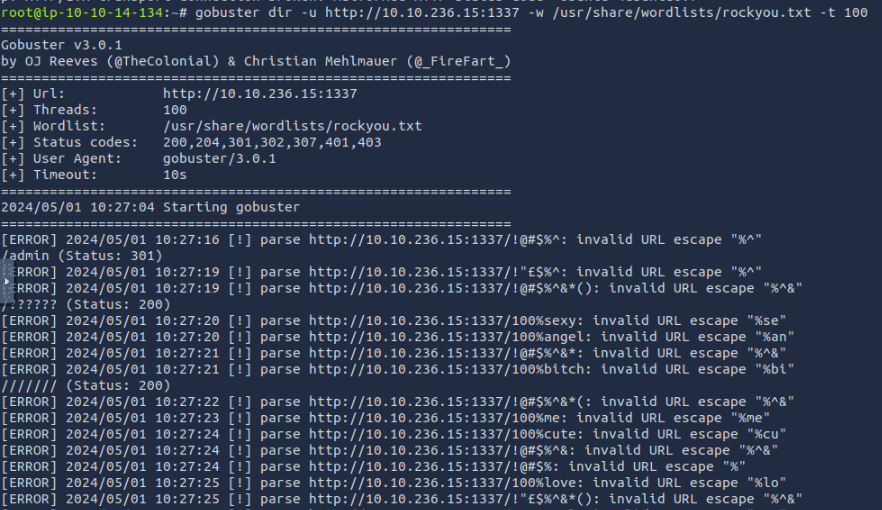 root@ip-10-10-14-134:~# gobuster dir -u http://10.10.236.15:1337 -w /usr/share/wordlists/rockyou.txt -t 100
===============================================================
Gobuster v3.0.1
by OJ Reeves (@TheColonial) & Christian Mehlmauer (@_FireFart_)
===============================================================
[+] Url:            http://10.10.236.15:1337
[+] Threads:        100
[+] Wordlist:       /usr/share/wordlists/rockyou.txt
[+] Status codes:   200,204,301,302,307,401,403
[+] User Agent:     gobuster/3.0.1
[+] Timeout:        10s
===============================================================
2024/05/01 10:27:04 Starting gobuster
===============================================================
[ERROR] 2024/05/01 10:27:16 [!] parse http://10.10.236.15:1337/!@#$%^: invalid URL escape "%^"
/admin (Status: 301)
[ERROR] 2024/05/01 10:27:19 [!] parse http://10.10.236.15:1337/!"£$%^: invalid URL escape "%^"
[ERROR] 2024/05/01 10:27:19 [!] parse http://10.10.236.15:1337/!@#$%^&*(): invalid URL escape "%^&"
/?????? (Status: 200)
[ERROR] 2024/05/01 10:27:20 [!] parse http://10.10.236.15:1337/100%sexy: invalid URL escape "%se"
[ERROR] 2024/05/01 10:27:20 [!] parse http://10.10.236.15:1337/100%angel: invalid URL escape "%an"
[ERROR] 2024/05/01 10:27:21 [!] parse http://10.10.236.15:1337/!@#$%^&*: invalid URL escape "%^&"
[ERROR] 2024/05/01 10:27:21 [!] parse http://10.10.236.15:1337/100%bitch: invalid URL escape "%bi"
/////// (Status: 200)
[ERROR] 2024/05/01 10:27:22 [!] parse http://10.10.236.15:1337/!@#$%^&*(: invalid URL escape "%^&"
[ERROR] 2024/05/01 10:27:23 [!] parse http://10.10.236.15:1337/100%me: invalid URL escape "%me"
[ERROR] 2024/05/01 10:27:24 [!] parse http://10.10.236.15:1337/100%cute: invalid URL escape "%cu"
[ERROR] 2024/05/01 10:27:24 [!] parse http://10.10.236.15:1337/!@#$%^&: invalid URL escape "%^&"
[ERROR] 2024/05/01 10:27:24 [!] parse http://10.10.236.15:1337/!@#$%: invalid URL escape "%"
[ERROR] 2024/05/01 10:27:25 [!] parse http://10.10.236.15:1337/100%love: invalid URL escape "%lo"
[ERROR] 2024/05/01 10:27:25 [!] parse http://10.10.236.15:1337/!"£$%^&*(): invalid URL escape "%^&"